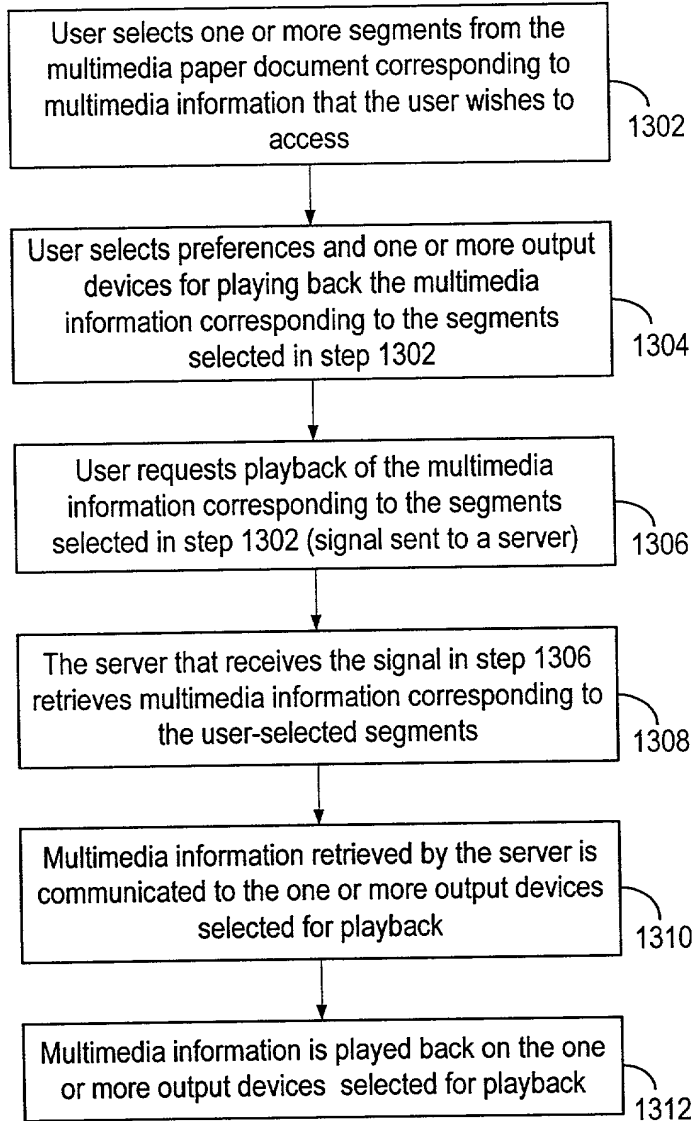 User selects one or more segments from the
multimedia paper document corresponding to
multimedia information that the user wishes to
access
1302
User selects preferences and one or more output
devices for playing back the multimedia
information corresponding to the segments
selected in step 1302
1304
User requests playback of the multimedia
information corresponding to the segments
selected in step 1302 (signal sent to a server)
1306
The server that receives the signal in step 1306
retrieves multimedia information corresponding to
the user-selected segments
1308
Multimedia information retrieved by the server is
communicated to the one or more output devices
selected for playback
1310
Multimedia information is played back on the one
or more output devices selected for playback
1312